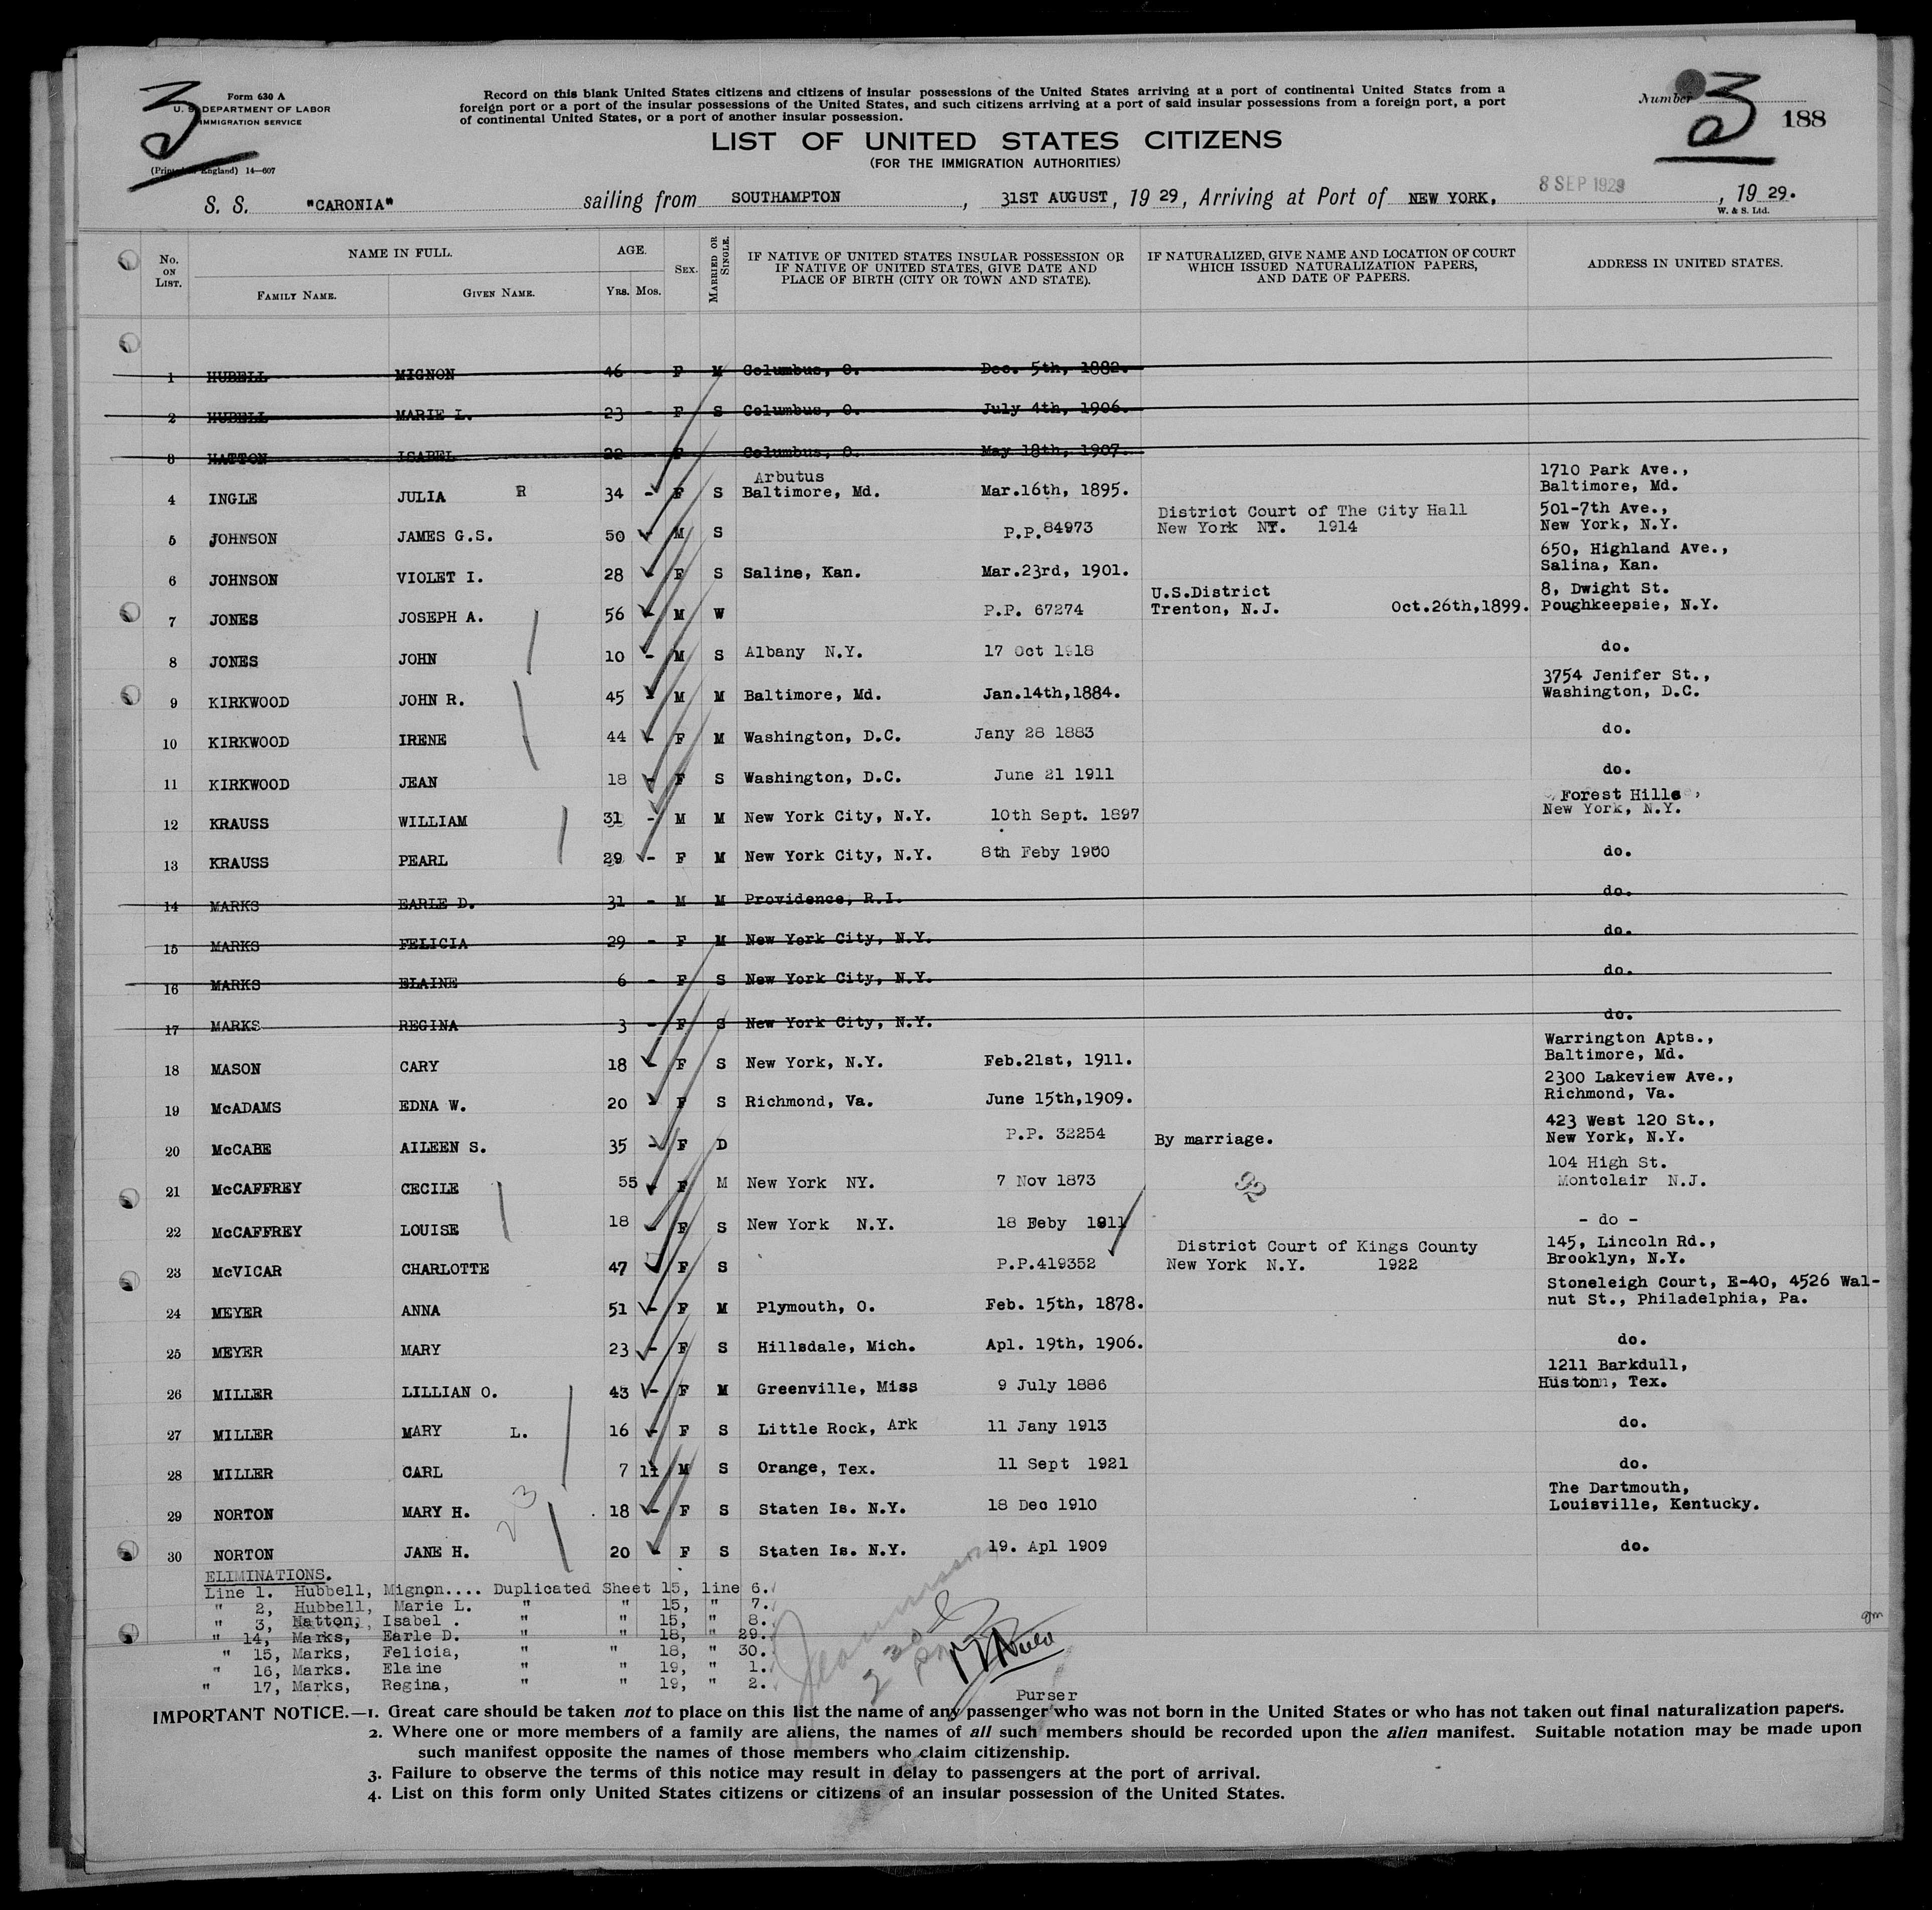 3
Form 630 A
U. S. DEPARTMENT OF LABOR
IMMIGRATION SERVICE
(Printed in England) 14—607
Record on this blank United States citizens and citizens of insular possessions of the United States arriving at a port of continental United States from a
foreign port or a port of the insular possessions of the United States, and such citizens arriving at a port of said insular possessions from a foreign port, a port
of continental United States, or a port of another insular possession.
Number 3 188
LIST OF UNITED STATES CITIZENS
(FOR THE IMMIGRATION AUTHORITIES)
S. S. "CARONIA" sailing from SOUTHAMPTON, 31ST AUGUST, 19 29, Arriving at Port of NEW YORK, 8 SEP 1929, 19 29.
W. & S. Ltd.
No. ON LIST. NAME IN FULL. FAMILY NAME. GIVEN NAME. AGE. YRS. MOS. SEX. MARRIED OR SINGLE. IF NATIVE OF UNITED STATES INSULAR POSSESSION OR IF NATIVE OF UNITED STATES, GIVE DATE AND PLACE OF BIRTH (CITY OR TOWN AND STATE). IF NATURALIZED, GIVE NAME AND LOCATION OF COURT WHICH ISSUED NATURALIZATION PAPERS, AND DATE OF PAPERS. ADDRESS IN UNITED STATES.
1 HUBELL MIGNON 46 - F M Columbus, O. Dec. 5th, 1882.
2 HUBELL MARIE L. 23 - F S Columbus, O. July 4th, 1906.
3 HATTON ISABEL 22 - F Columbus, O. May 18th, 1907.
Arbutus 1710 Park Ave.,
4 INGLE JULIA R 34 - F S Baltimore, Md. Mar.16th, 1895. Baltimore, Md.
District Court of The City Hall 501-7th Ave.,
5 JOHNSON JAMES G.S. 50 - M S P.P.84973 New York NY. 1914 New York, N.Y.
650, Highland Ave.,
6 JOHNSON VIOLET I. 28 - F S Saline, Kan. Mar.23rd, 1901. Salina, Kan.
U.S.District 8, Dwight St.
7 JONES JOSEPH A. 56 - M W P.P. 67274 Trenton, N.J. Oct.26th,1899. Poughkeepsie, N.Y.
8 JONES JOHN 10 - M S Albany N.Y. 17 Oct 1918 do.
3754 Jenifer St.,
9 KIRKWOOD JOHN R. 45 - M M Baltimore, Md. Jan.14th,1884. Washington, D.C.
10 KIRKWOOD IRENE 44 - F M Washington, D.C. Jany 28 1883 do.
11 KIRKWOOD JEAN 18 - F S Washington, D.C. June 21 1911 do.
Forest Hills,
12 KRAUSS WILLIAM 31 - M M New York City, N.Y. 10th Sept. 1897 New York, N.Y.
13 KRAUSS PEARL 29 - F M New York City, N.Y. 8th Feby 1900 do.
14 MARKS EARLE D. 31 - M M Providence, R.I. do.
15 MARKS FELICIA 29 - F M New York City, N.Y. do.
16 MARKS ELAINE 6 - F S New York City, N.Y. do.
17 MARKS REGINA 3 - F S New York City, N.Y. do.
Warrington Apts.,
18 MASON CARY 18 - F S New York, N.Y. Feb.21st, 1911. Baltimore, Md.
2300 Lakeview Ave.,
19 McADAMS EDNA W. 20 - F S Richmond, Va. June 15th,1909. Richmond, Va.
423 West 120 St.,
20 McCABE AILEEN S. 35 - F D P.P. 32254 By marriage. New York, N.Y.
104 High St.
21 McCAFFREY CECILE 55 F M New York NY. 7 Nov 1873 92 Montclair N.J.
22 McCAFFREY LOUISE 18 - F S New York N.Y. 18 Feby 1911 - do -
District Court of Kings County 145, Lincoln Rd.,
23 McVICAR CHARLOTTE 47 - F S P.P.419352 New York N.Y. 1922 Brooklyn, N.Y.
Stoneleigh Court, E-40, 4526 Wal-
24 MEYER ANNA 51 - F M Plymouth, O. Feb. 15th, 1878. nut St., Philadelphia, Pa.
25 MEYER MARY 23 - F S Hillsdale, Mich. Apl. 19th, 1906. do.
1211 Barkdull,
26 MILLER LILLIAN O. 43 - F M Greenville, Miss 9 July 1886 Huston, Tex.
27 MILLER MARY L. 16 - F S Little Rock, Ark 11 Jany 1913 do.
28 MILLER CARL 7 11 M S Orange, Tex. 11 Sept 1921 do.
The Dartmouth,
29 NORTON MARY H. 18 - F S Staten Is. N.Y. 18 Dec 1910 Louisville, Kentucky.
23
30 NORTON JANE H. 20 - F S Staten Is. N.Y. 19. Apl 1909 do.
ELIMINATIONS.
Line 1. Hubbell, Mignon.... Duplicated Sheet 15, line 6.
" 2, Hubbell, Marie L. " " 15, " 7.
" 3, Hatton, Isabel . " " 15, " 8.
" 14, Marks, Earle D. " " 18, " 29.
" 15, Marks, Felicia, " " 18, " 30.
" 16, Marks. Elaine " " 19, " 1.
" 17, Marks, Regina, " " 19, " 2.
Purser
IMPORTANT NOTICE.—1. Great care should be taken not to place on this list the name of any passenger who was not born in the United States or who has not taken out final naturalization papers.
2. Where one or more members of a family are aliens, the names of all such members should be recorded upon the alien manifest. Suitable notation may be made upon
such manifest opposite the names of those members who claim citizenship.
3. Failure to observe the terms of this notice may result in delay to passengers at the port of arrival.
4. List on this form only United States citizens or citizens of an insular possession of the United States.